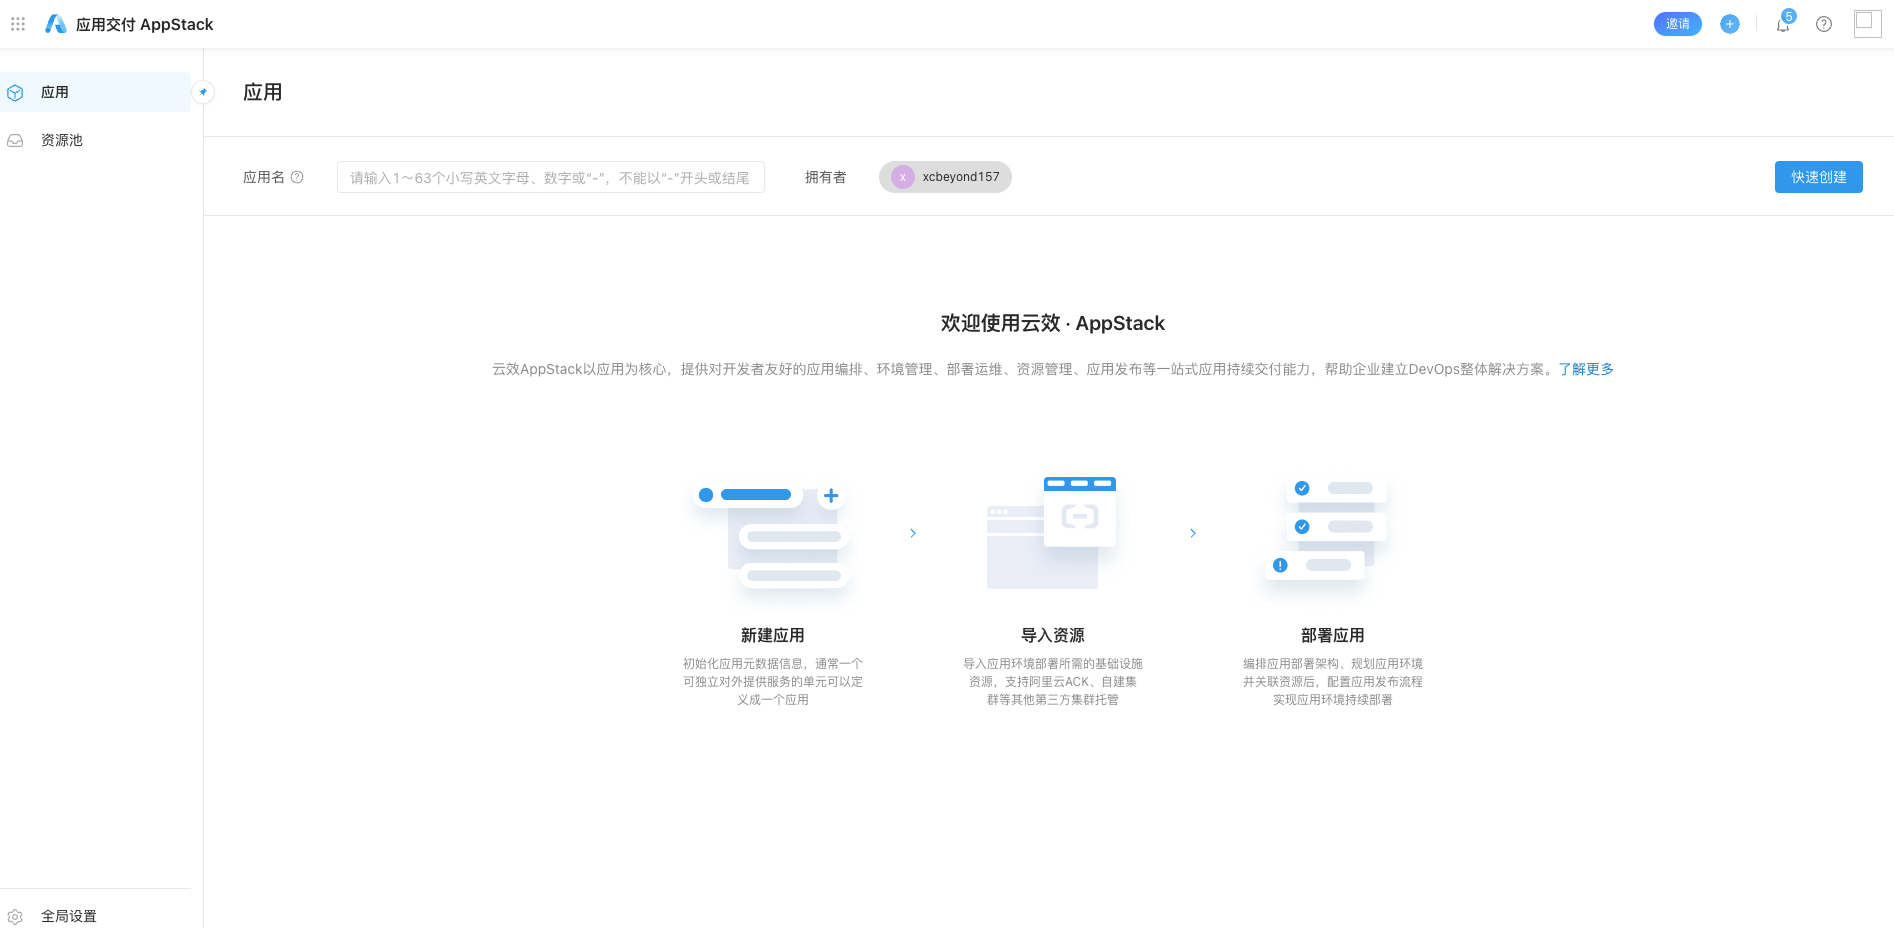 应用交付 AppStack
邀请
5
应用
资源池
应用
应用名
请输入1～63个小写英文字母、数字或“-”，不能以“-”开头或结尾
拥有者
x
xcbeyond157
快速创建
欢迎使用云效 · AppStack
云效AppStack以应用为核心，提供对开发者友好的应用编排、环境管理、部署运维、资源管理、应用发布等一站式应用持续交付能力，帮助企业建立DevOps整体解决方案。了解更多
新建应用
初始化应用元数据信息，通常一个
可独立对外提供服务的单元可以定
义成一个应用
导入资源
导入应用环境部署所需的基础设施
资源，支持阿里云ACK、自建集
群等其他第三方集群托管
部署应用
编排应用部署架构、规划应用环境
并关联资源后，配置应用发布流程
实现应用环境持续部署
全局设置